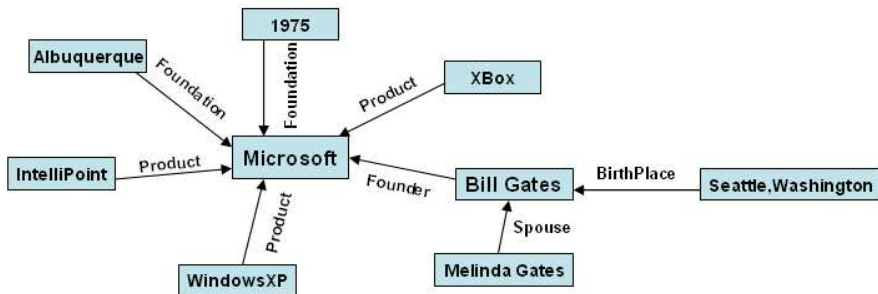 1975
Albuquerque
Foundation
Foundation
Product
XBox
Microsoft
IntelliPoint
Product
Founder
Bill Gates
BirthPlace
Seattle,Washington
Product
Spouse
WindowsXP
Melinda Gates